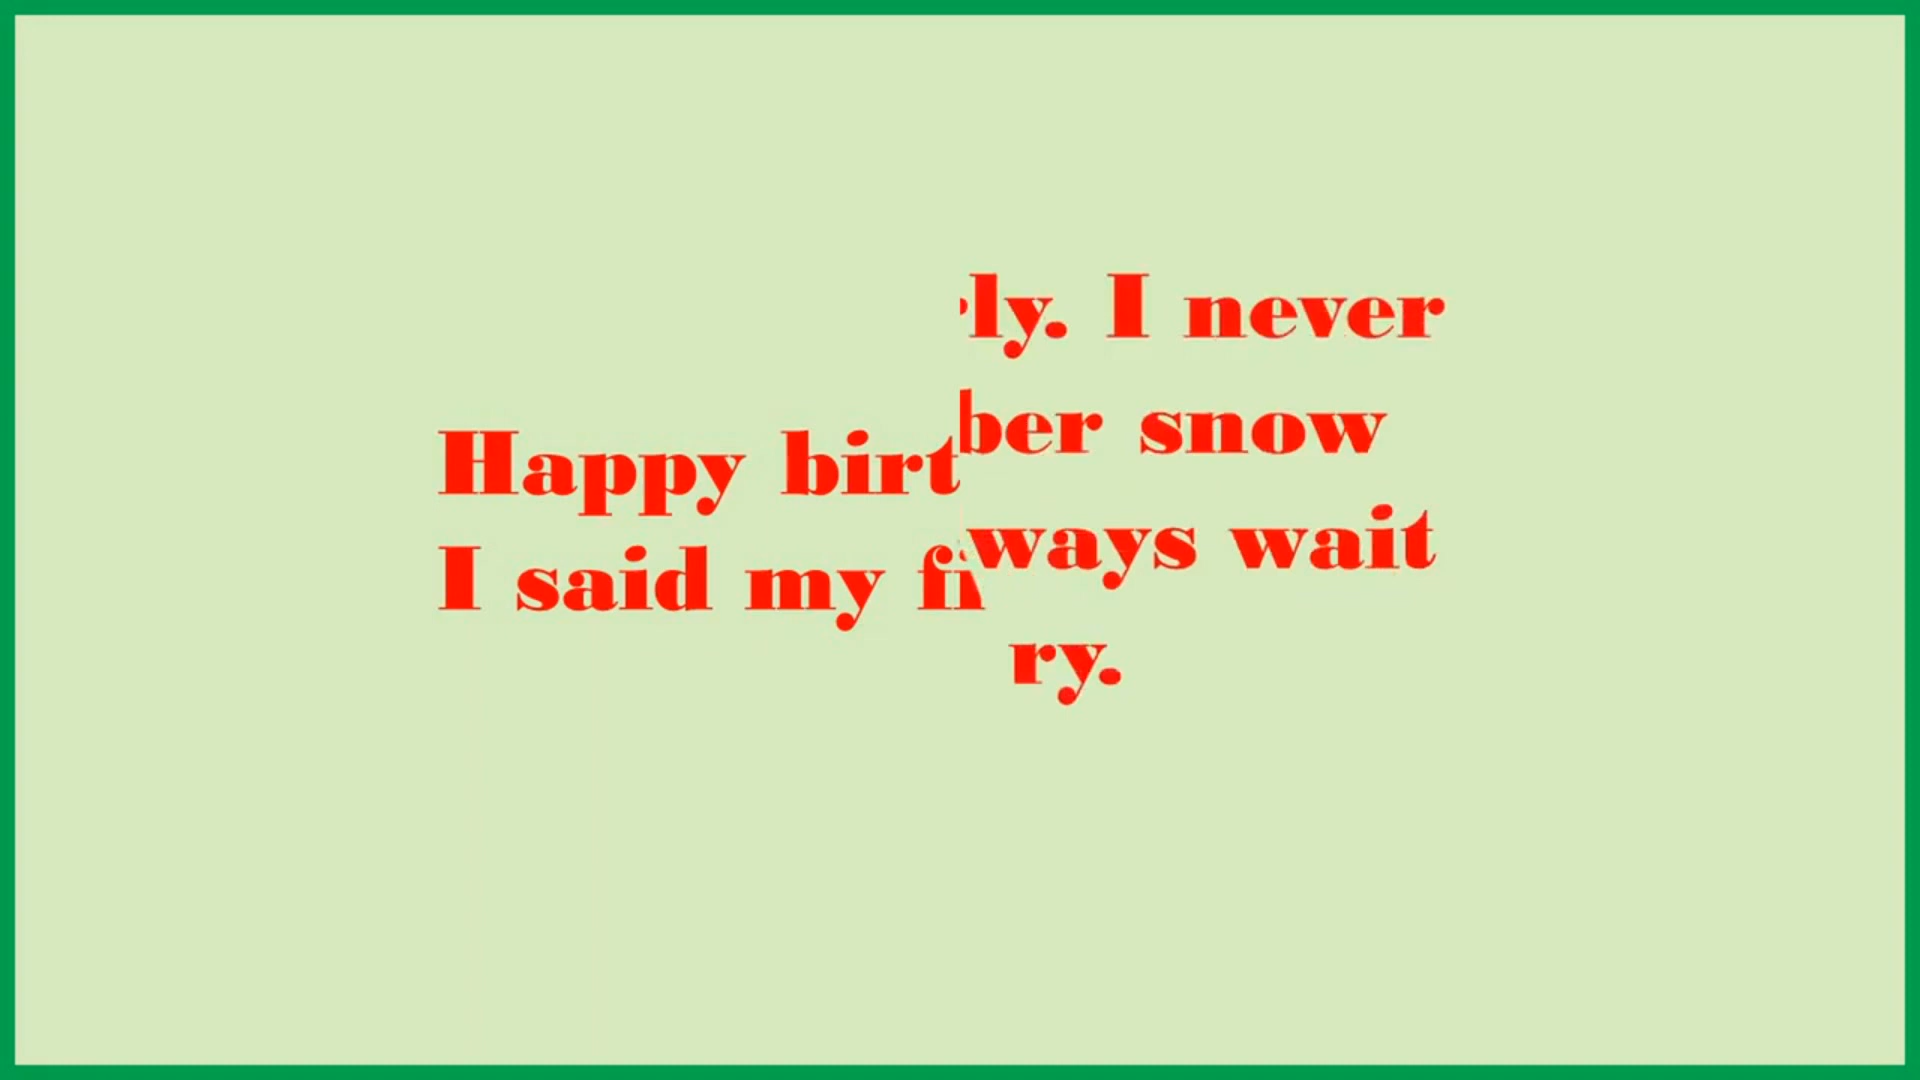 Happy birt
I said my fi
ly. I never
ber snow
ways wait
ry.